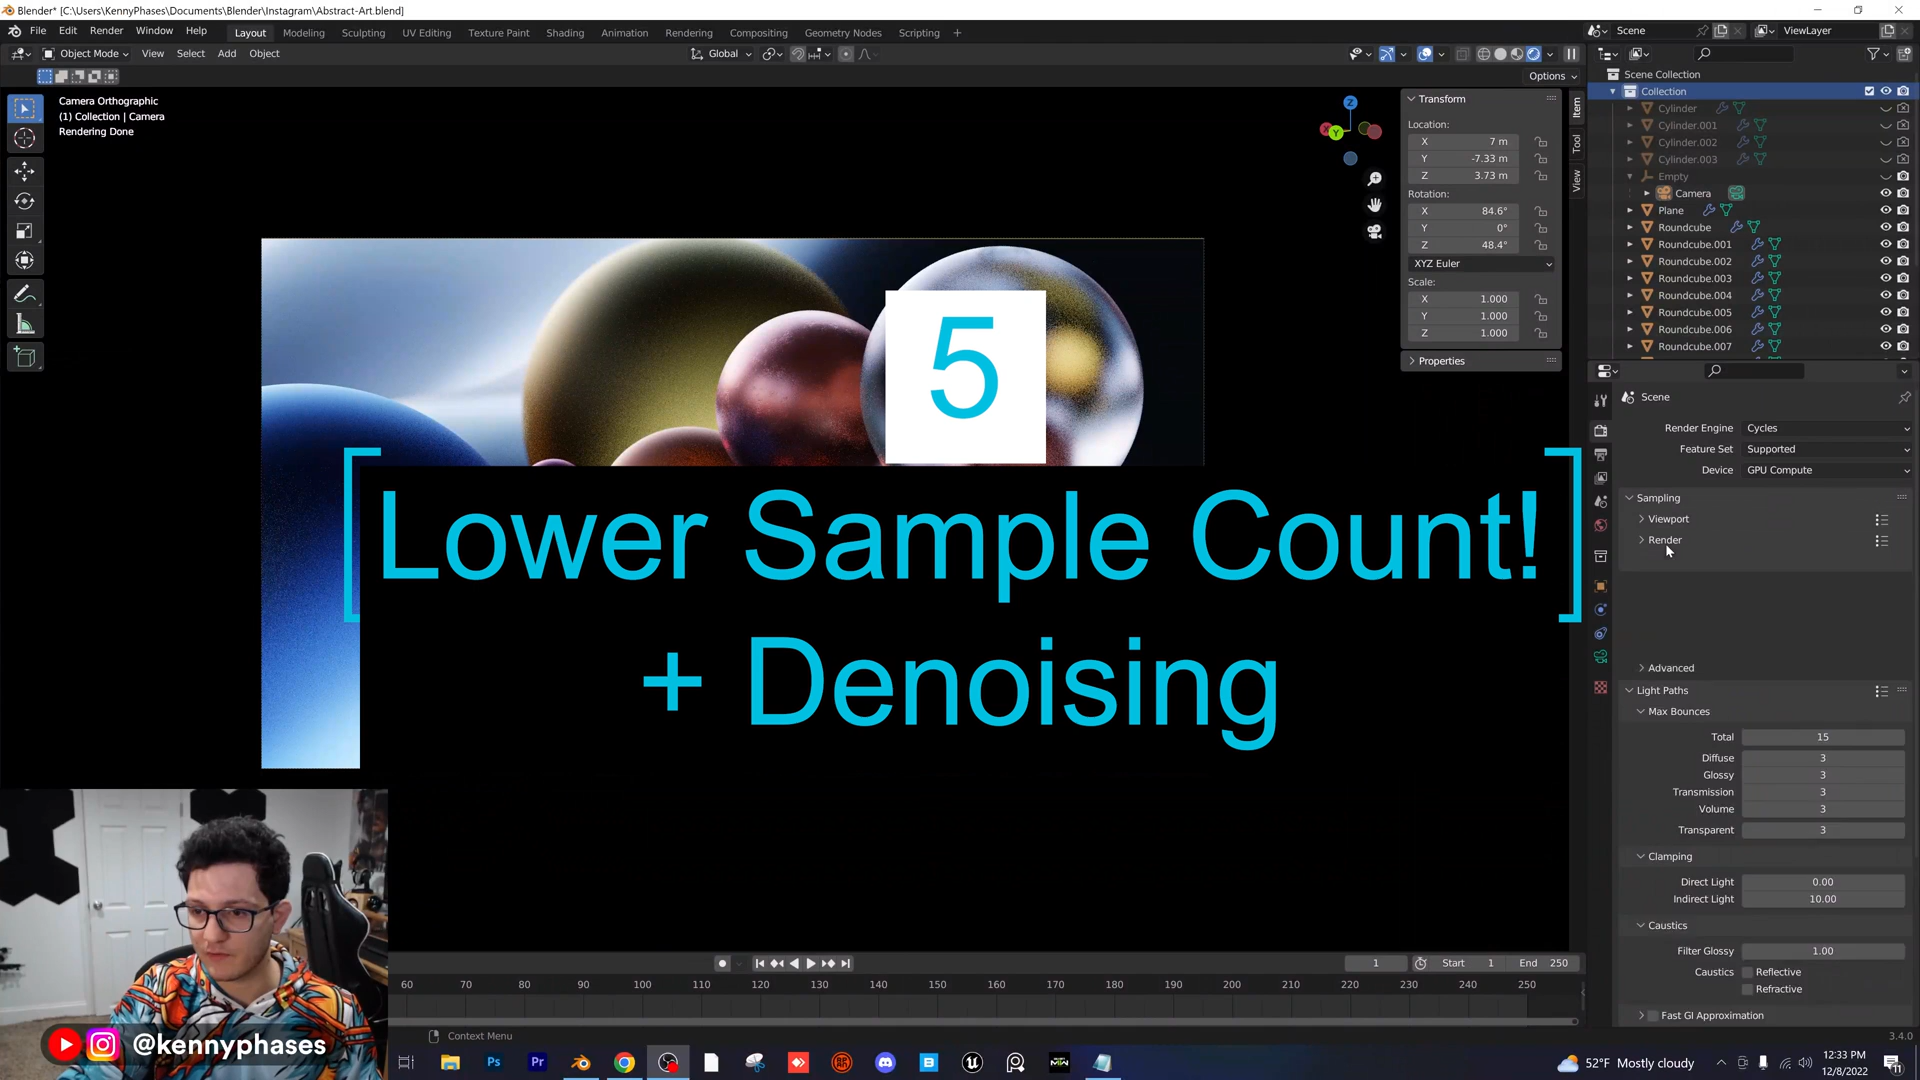 Blender* [C:\Users\KennyPhases\Documents\Blender\Instagram\Abstract-Art.blend]
File Edit Render Window Help Layout Modeling Sculpting UV Editing Texture Paint Shading Animation Rendering Compositing Geometry Nodes Scripting + Scene ViewLayer
Object Mode View Select Add Object Global
Options
Camera Orthographic
(1) Collection | Camera
Rendering Done
Z
X
Y
Transform
Location:
X 7 m
Y -7.33 m
Z 3.73 m
Rotation:
X 84.6°
Y 0°
Z 48.4°
XYZ Euler
Scale:
X 1.000
Y 1.000
Z 1.000
Properties
Item
Tool
View
Scene Collection
Collection
Cylinder
Cylinder.001
Cylinder.002
Cylinder.003
Empty
Camera
Plane
Roundcube
Roundcube.001
Roundcube.002
Roundcube.003
Roundcube.004
Roundcube.005
Roundcube.006
Roundcube.007
Scene
Render Engine Cycles
Feature Set Supported
Device GPU Compute
Sampling
Viewport
Render
Advanced
Light Paths
Max Bounces
Total 15
Diffuse 3
Glossy 3
Transmission 3
Volume 3
Transparent 3
Clamping
Direct Light 0.00
Indirect Light 10.00
Caustics
Filter Glossy 1.00
Caustics Reflective
Refractive
Fast GI Approximation
5
[Lower Sample Count!]
+ Denoising
1 Start 1 End 250
60 70 80 90 100 110 120 130 140 150 160 170 180 190 200 210 220 230 240 250
Context Menu
3.4.0
@kennyphases
Ps Pr B 52°F Mostly cloudy
12:33 PM
12/8/2022